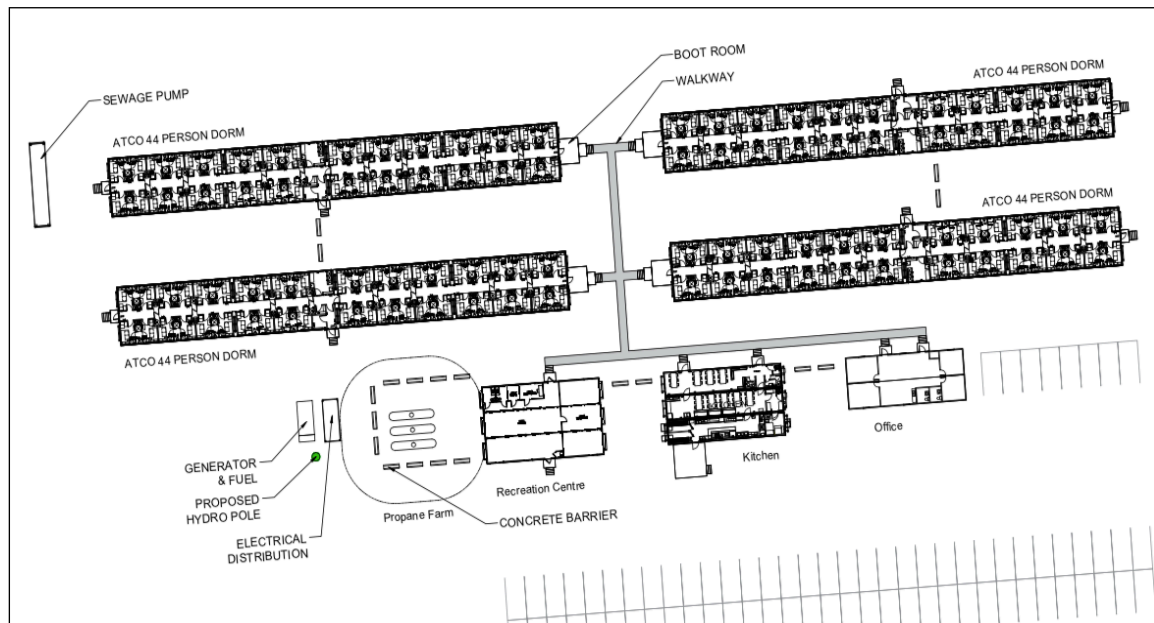 BOOT ROOM
WALKWAY
ATCO 44 PERSON DORM
SEWAGE PUMP
ATCO 44 PERSON DORM
ATCO 44 PERSON DORM
ATCO 44 PERSON DORM
Office
Kitchen
GENERATOR
& FUEL
Recreation Centre
PROPOSED
HYDRO POLE
Propane Farm
CONCRETE BARRIER
ELECTRICAL
DISTRIBUTION